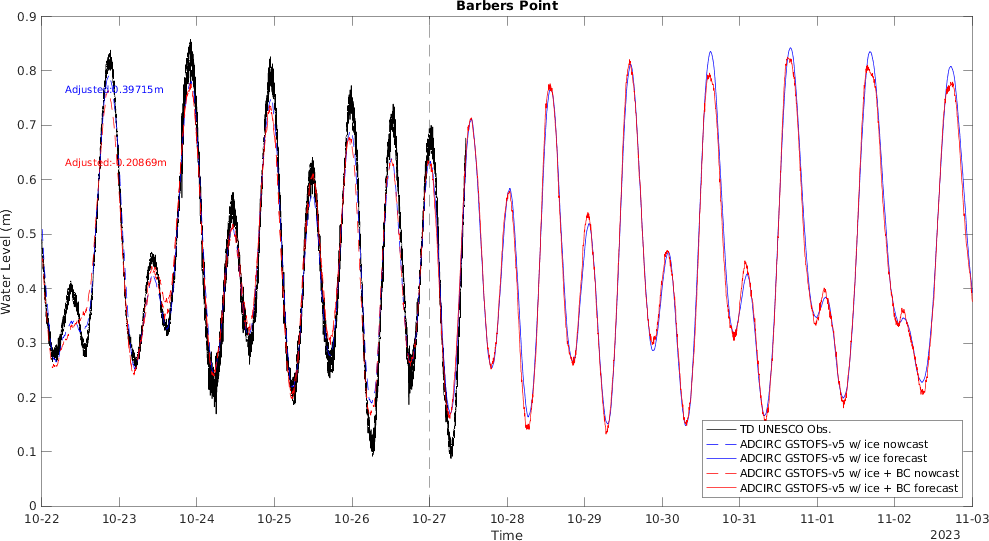 Barbers Point
0.9
0.8
0.7
0.6
0.5
0.4
0.3
0.2
0.1
0
Water Level (m)
Adjusted:0.39715m
Adjusted:-0.20869m
TD UNESCO Obs.
ADCIRC GSTOFS-v5 w/ ice nowcast
ADCIRC GSTOFS-v5 w/ ice forecast
ADCIRC GSTOFS-v5 w/ ice + BC nowcast
ADCIRC GSTOFS-v5 w/ ice + BC forecast
10-22 10-23 10-24 10-25 10-26 10-27 10-28 10-29 10-30 10-31 11-01 11-02 11-03
Time
2023